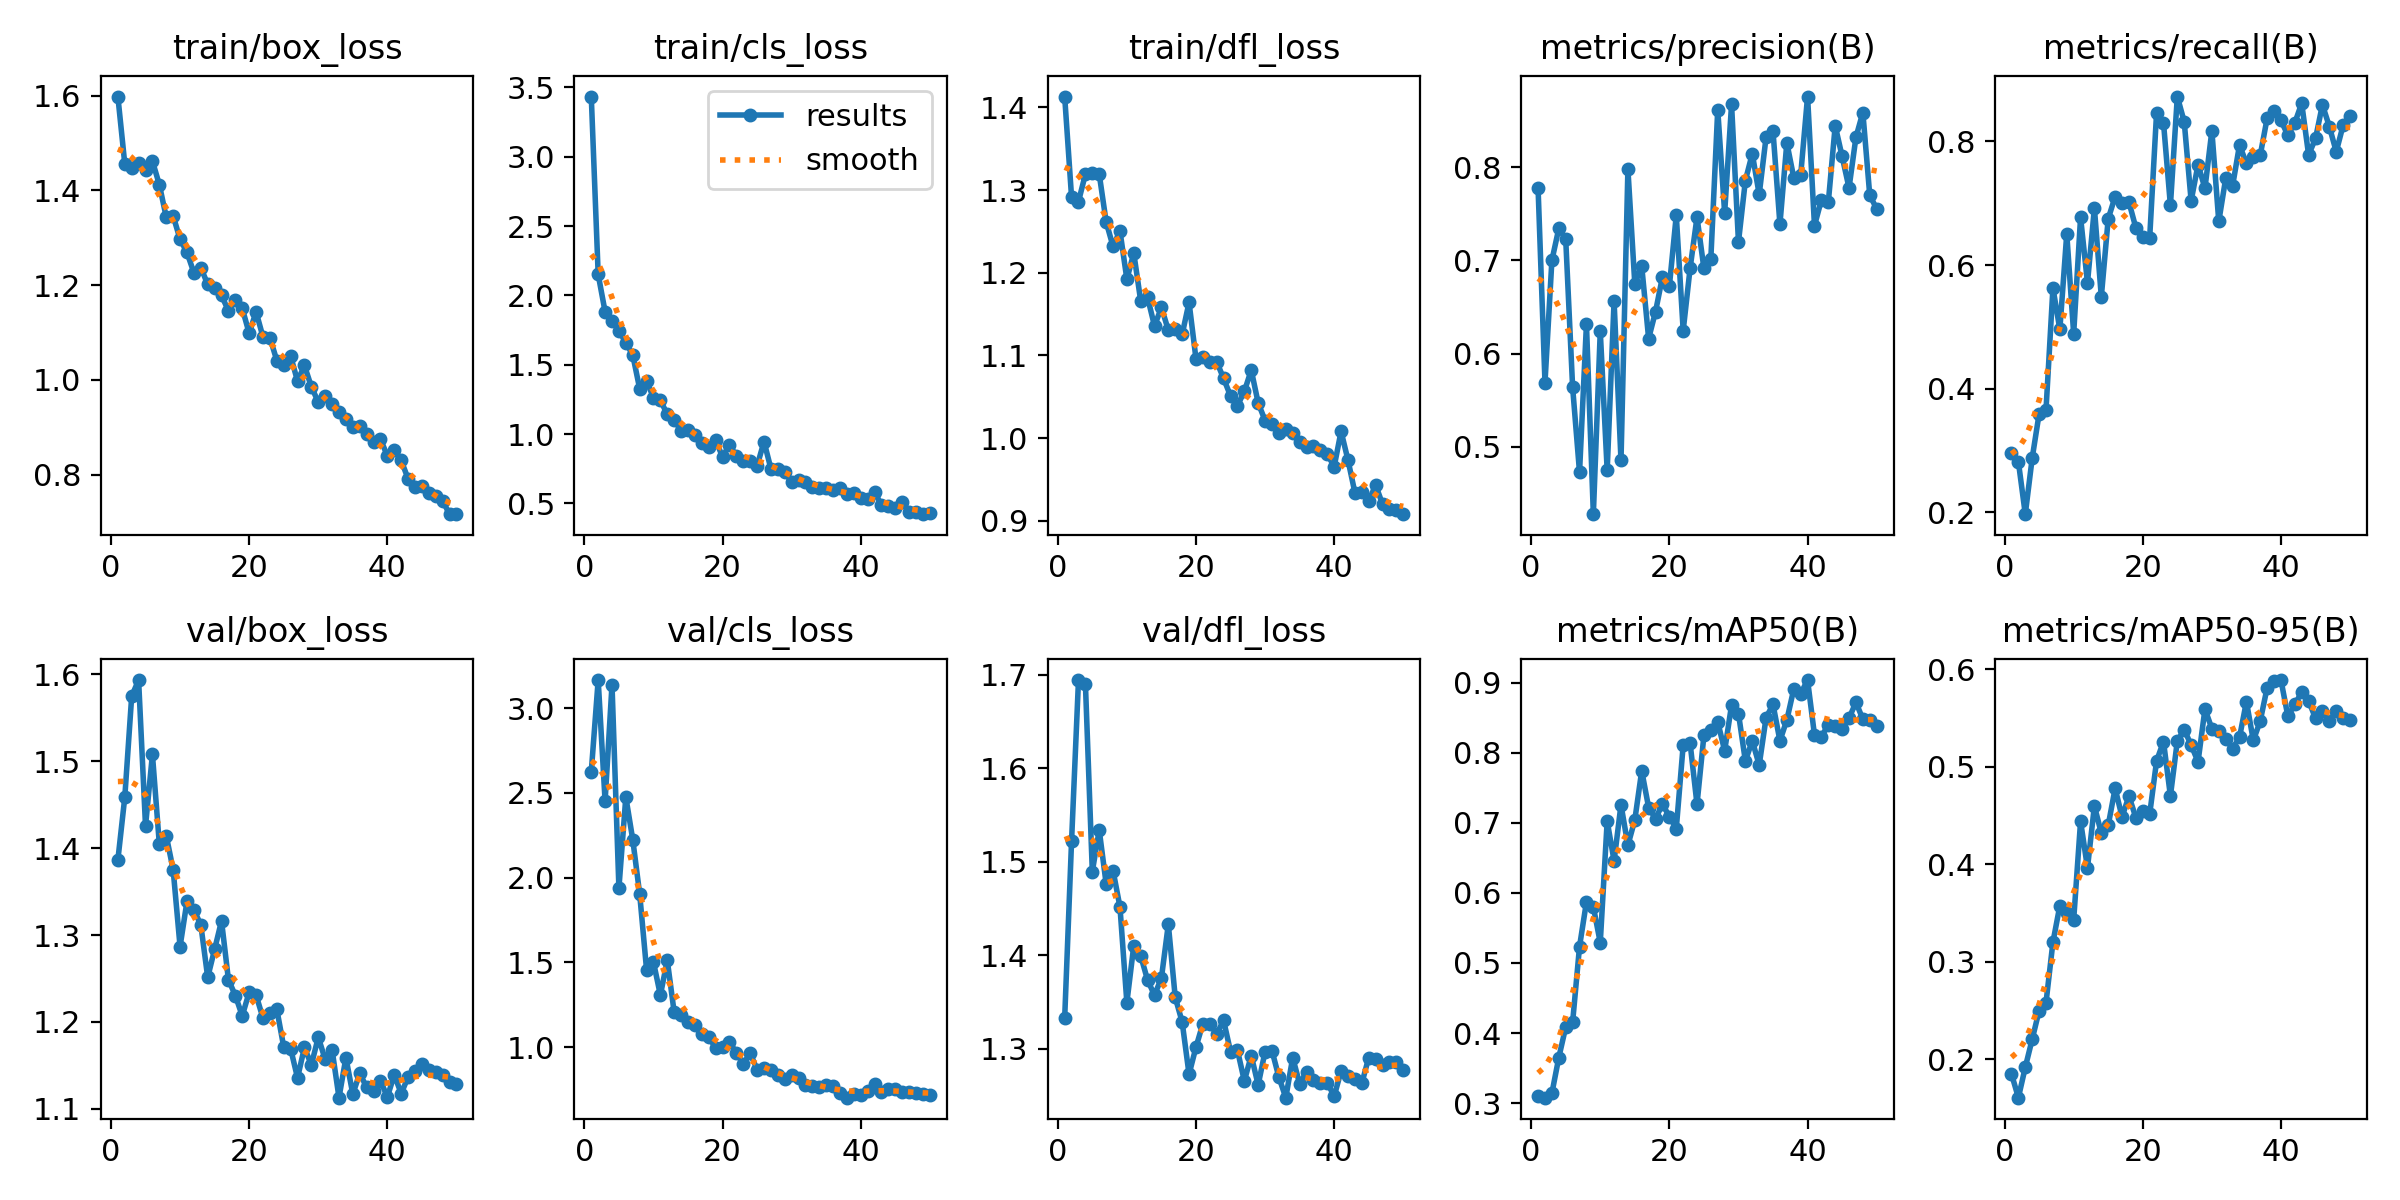 train/box_loss
1.6
1.4
1.2
1.0
0.8
0 20 40
train/cls_loss
results
smooth
3.5
3.0
2.5
2.0
1.5
1.0
0.5
0 20 40
train/dfl_loss
1.4
1.3
1.2
1.1
1.0
0.9
0 20 40
metrics/precision(B)
0.8
0.7
0.6
0.5
0 20 40
metrics/recall(B)
0.8
0.6
0.4
0.2
0 20 40
val/box_loss
1.6
1.5
1.4
1.3
1.2
1.1
0 20 40
val/cls_loss
3.0
2.5
2.0
1.5
1.0
0 20 40
val/dfl_loss
1.7
1.6
1.5
1.4
1.3
0 20 40
metrics/mAP50(B)
0.9
0.8
0.7
0.6
0.5
0.4
0.3
0 20 40
metrics/mAP50-95(B)
0.6
0.5
0.4
0.3
0.2
0 20 40